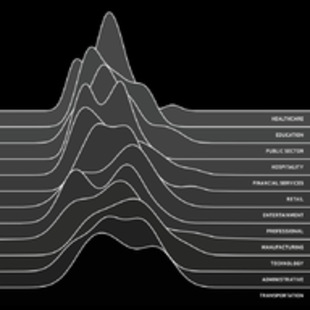 HEALTHCARE
EDUCATION
PUBLIC SECTOR
HOSPITALITY
FINANCIAL SERVICES
RETAIL
ENTERTAINMENT
PROFESSIONAL
MANUFACTURING
TECHNOLOGY
ADMINISTRATIVE
TRANSPORTATION